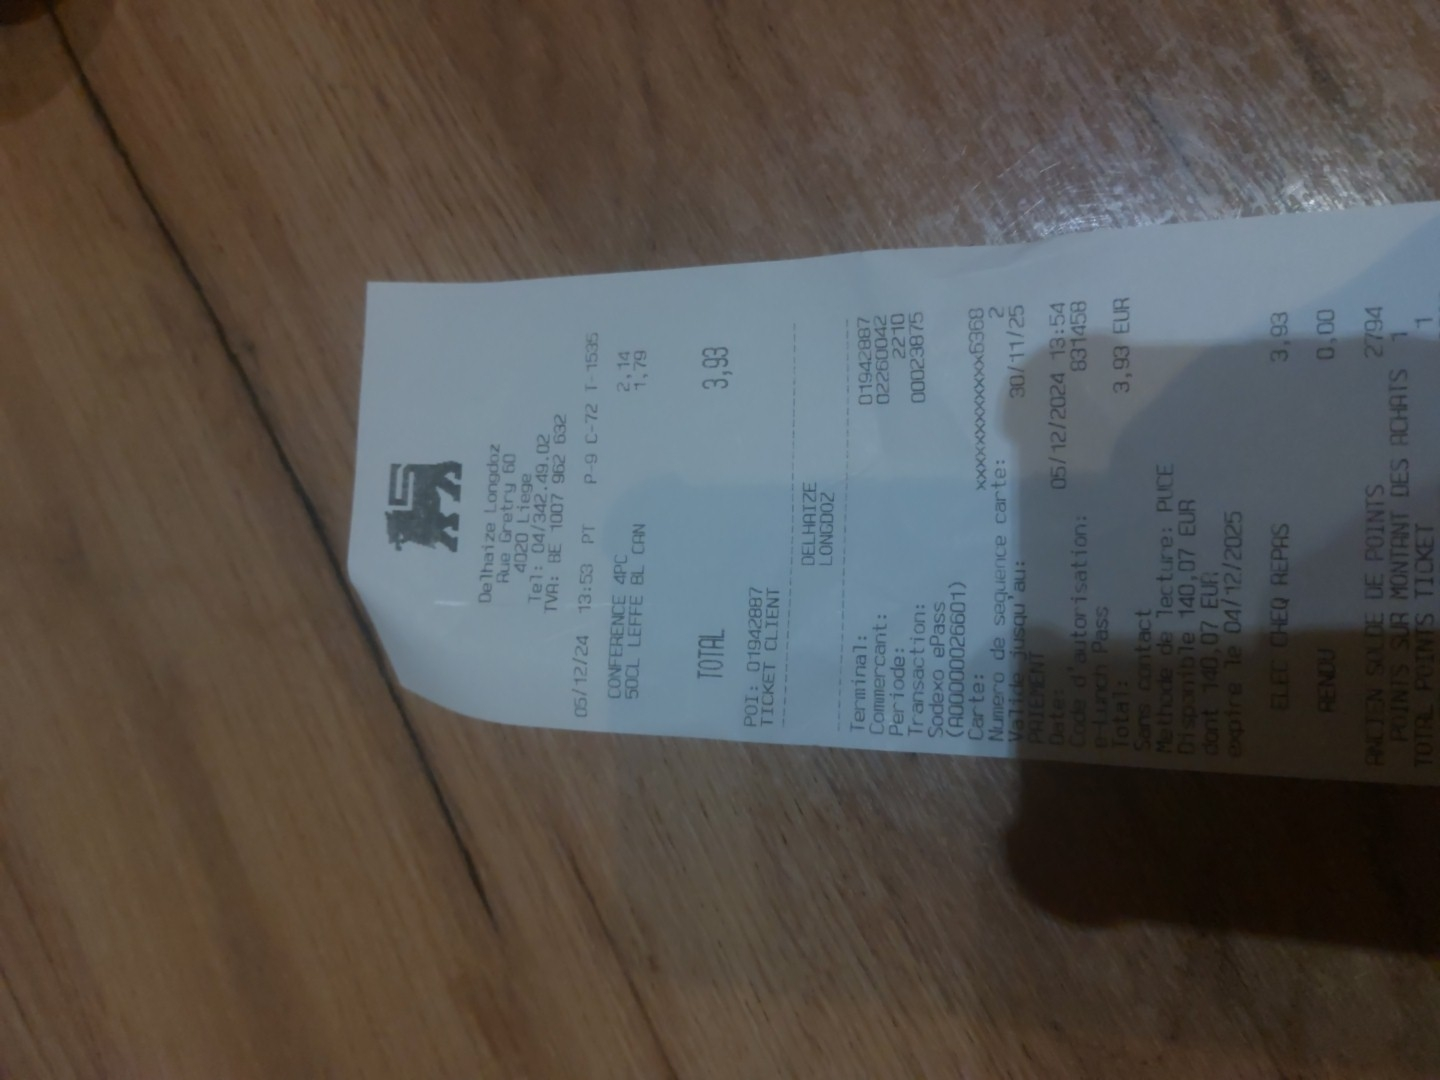 Delhaize Longdoz
Rue Gretry 60
4020 Liege
Tel: 04/342.49.02
TVA: BE 1007 962 632
05/12/24 13:53 PT P-9 C-72 T-1535
CONFERENCE 4PC 2,14
50CL LEFFE BL CAN 1,79
TOTAL 3,93
POI: 01942887
TICKET CLIENT
DELHAIZE
LONGDOZ
Terminal: 01942887
Commercant: 02260042
Periode: 2210
Transaction: 00023875
Sodexo ePass
(A0000026601)
Carte: xxxxxxxxxxxxx6368
Numero de sequence carte: 2
Valide jusqu'au: 30/11/25
PAIEMENT
Date: 05/12/2024 13:54
Code d'autorisation: 831458
e-Lunch Pass
Total: 3,93 EUR
Sans contact
Methode de lecture: PUCE
Disponible 140,07 EUR
dont 140,07 EUR
expire le 04/12/2025
ELEC CHEQ REPAS 3,93
RENDU 0,00
ANCIEN SOLDE DE POINTS 2794
POINTS SUR MONTANT DES ACHATS 1
TOTAL POINTS TICKET 1